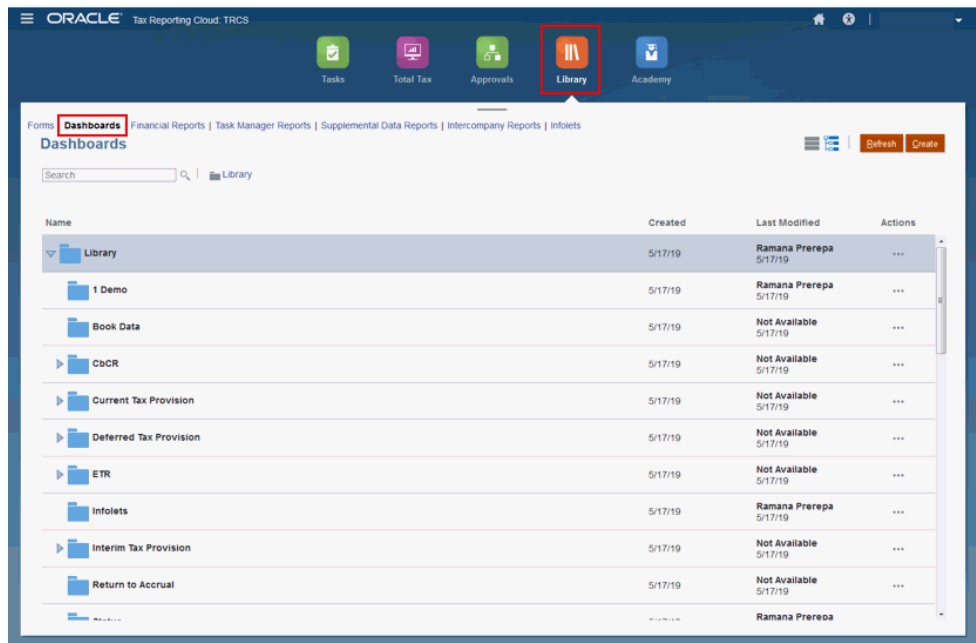 ORACLE Tax Reporting Cloud: TRCS
Tasks Total Tax Approvals Library Academy
Forms Dashboards Financial Reports | Task Manager Reports | Supplemental Data Reports | Intercompany Reports | Infolets
Dashboards
Refresh Create
Search Library
Name Created Last Modified Actions
Library 5/17/19 Ramana Prerepa
5/17/19
1 Demo 5/17/19 Ramana Prerepa
5/17/19
Book Data 5/17/19 Not Available
5/17/19
CbCR 5/17/19 Not Available
5/17/19
Current Tax Provision 5/17/19 Not Available
5/17/19
Deferred Tax Provision 5/17/19 Not Available
5/17/19
ETR 5/17/19 Not Available
5/17/19
Infolets 5/17/19 Ramana Prerepa
5/17/19
Interim Tax Provision 5/17/19 Not Available
5/17/19
Return to Accrual 5/17/19 Not Available
5/17/19
Ramana Prerepa